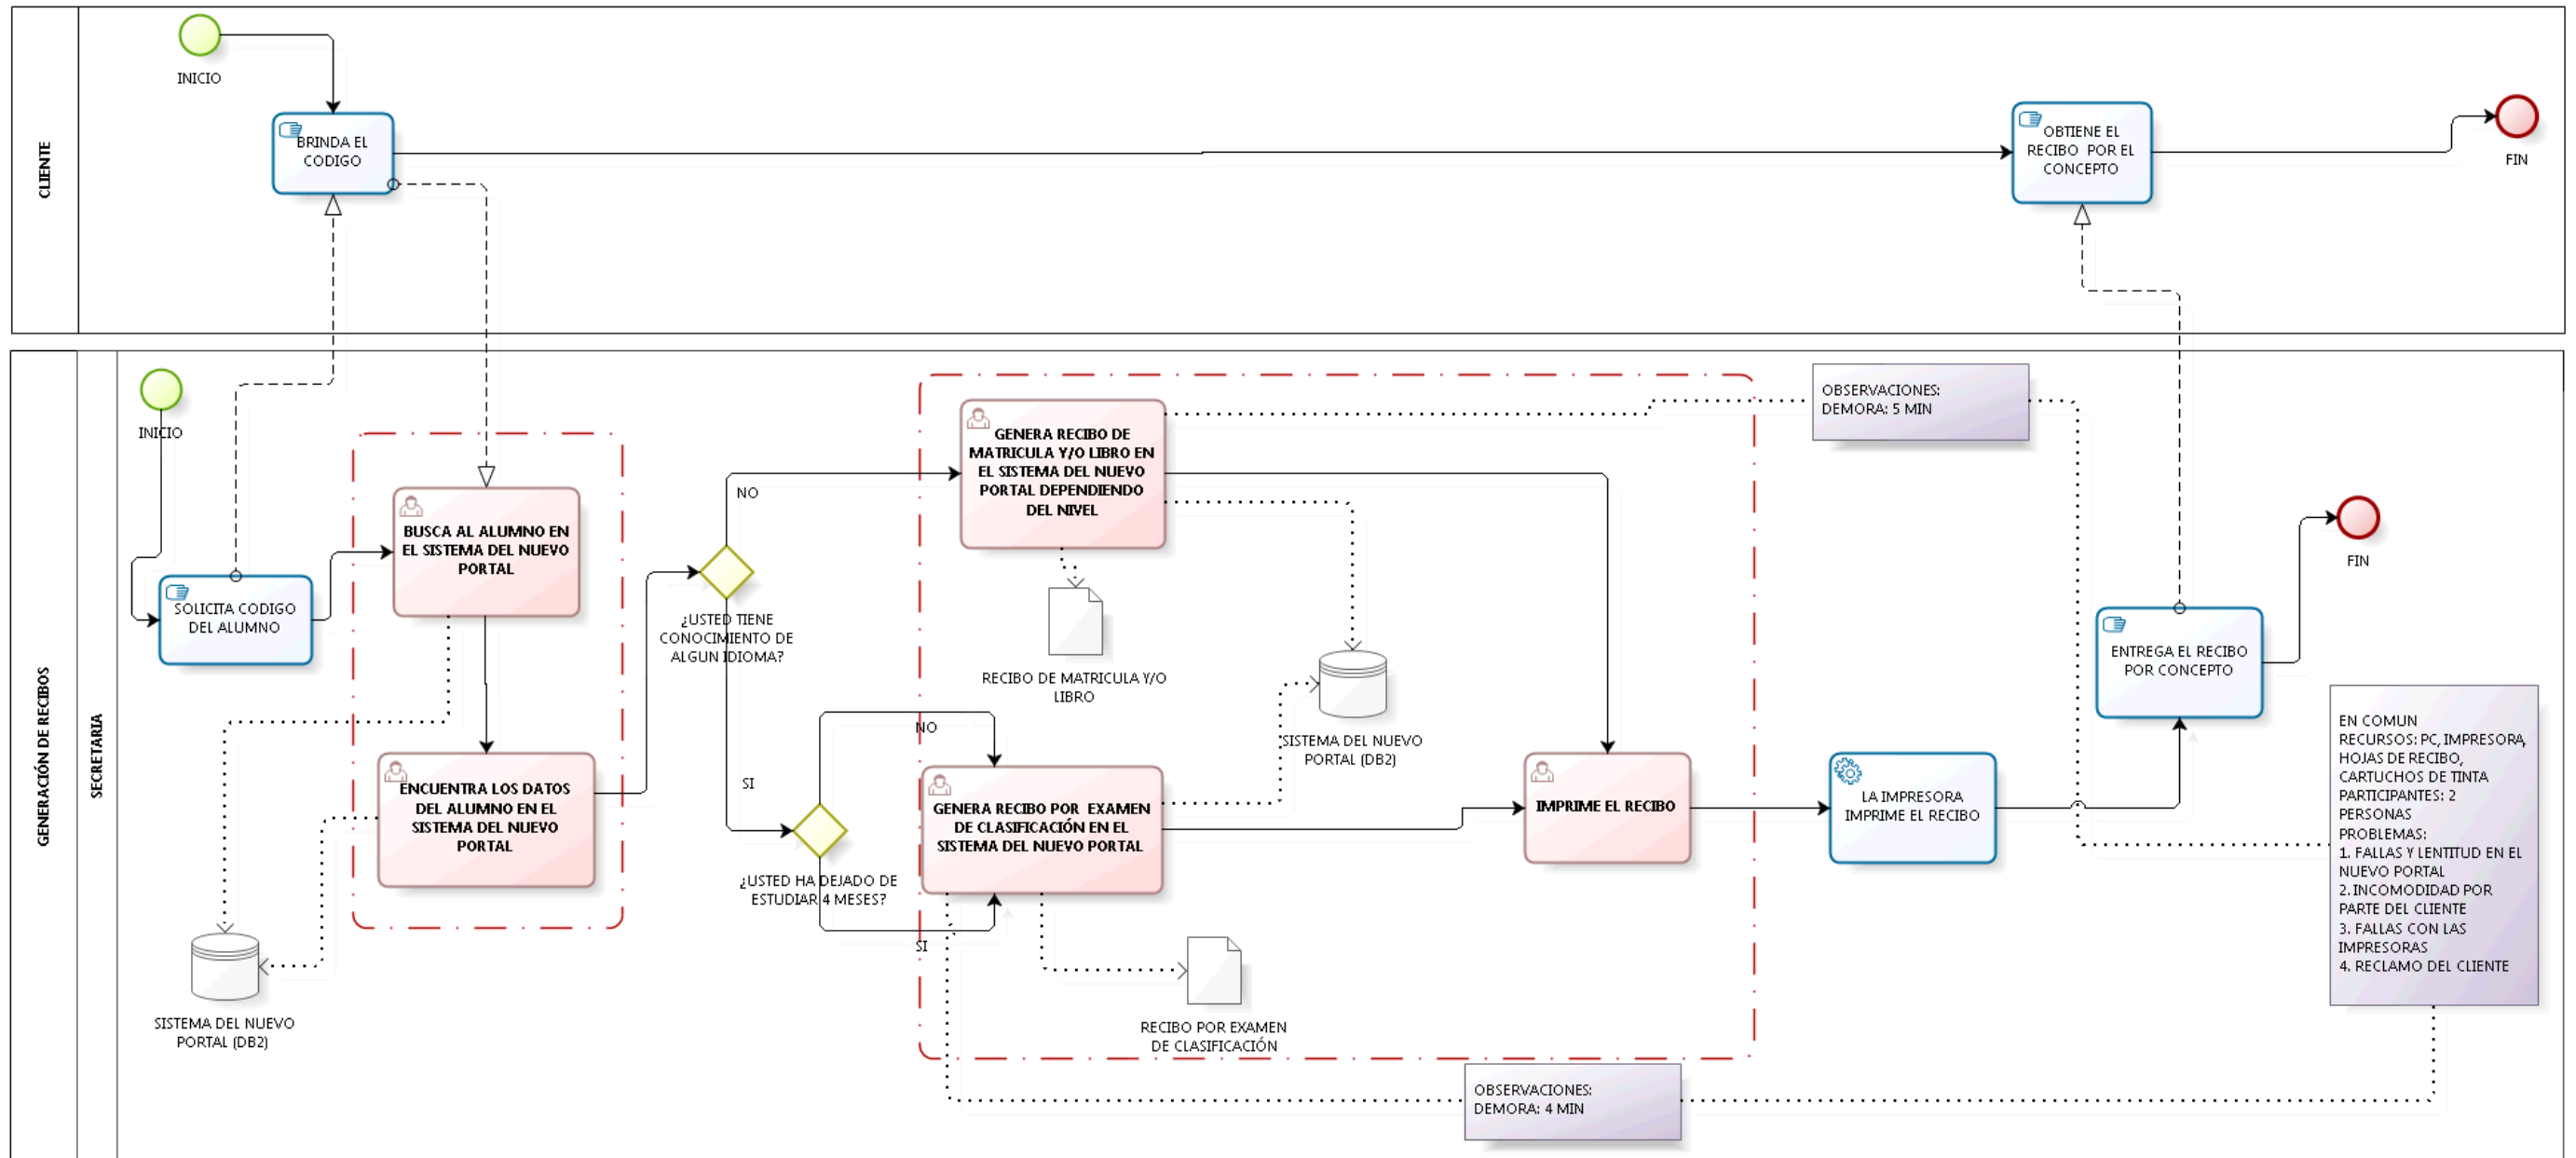 CLIENTE
INICIO
BRINDA EL
CODIGO
OBTIENE EL
RECIBO POR EL
CONCEPTO
FIN
GENERACIÓN DE RECIBOS
SECRETARIA
INICIO
SOLICITA CODIGO
DEL ALUMNO
BUSCA AL ALUMNO EN
EL SISTEMA DEL NUEVO
PORTAL
ENCUENTRA LOS DATOS
DEL ALUMNO EN EL
SISTEMA DEL NUEVO
PORTAL
SISTEMA DEL NUEVO
PORTAL (DB2)
NO
¿USTED TIENE
CONOCIMIENTO DE
ALGUN IDIOMA?
SI
NO
¿USTED HA DEJADO DE
ESTUDIAR 4 MESES?
SI
GENERA RECIBO DE
MATRICULA Y/O LIBRO EN
EL SISTEMA DEL NUEVO
PORTAL DEPENDIENDO
DEL NIVEL
RECIBO DE MATRICULA Y/O
LIBRO
SISTEMA DEL NUEVO
PORTAL (DB2)
GENERA RECIBO POR EXAMEN
DE CLASIFICACIÓN EN EL
SISTEMA DEL NUEVO PORTAL
RECIBO POR EXAMEN
DE CLASIFICACIÓN
IMPRIME EL RECIBO
LA IMPRESORA
IMPRIME EL RECIBO
OBSERVACIONES:
DEMORA: 5 MIN
ENTREGA EL RECIBO
POR CONCEPTO
FIN
EN COMUN
RECURSOS: PC, IMPRESORA,
HOJAS DE RECIBO,
CARTUCHOS DE TINTA
PARTICIPANTES: 2
PERSONAS
PROBLEMAS:
1. FALLAS Y LENTITUD EN EL
NUEVO PORTAL
2. INCOMODIDAD POR
PARTE DEL CLIENTE
3. FALLAS CON LAS
IMPRESORAS
4. RECLAMO DEL CLIENTE
OBSERVACIONES:
DEMORA: 4 MIN